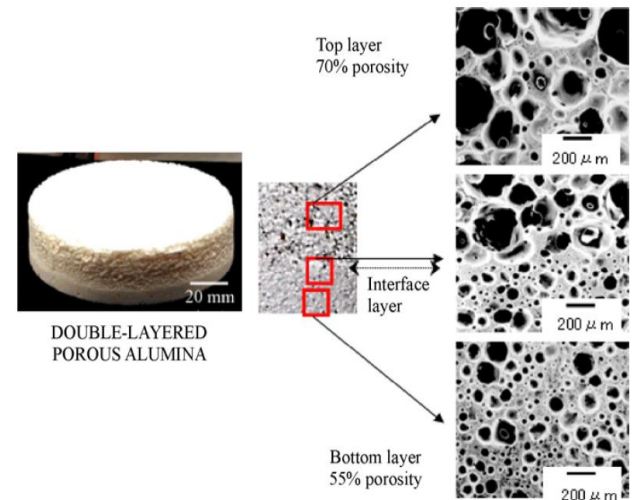 Top layer
70% porosity
200 μm
20 mm
DOUBLE-LAYERED
POROUS ALUMINA
Interface
layer
200 μm
Bottom layer
55% porosity
200 μm